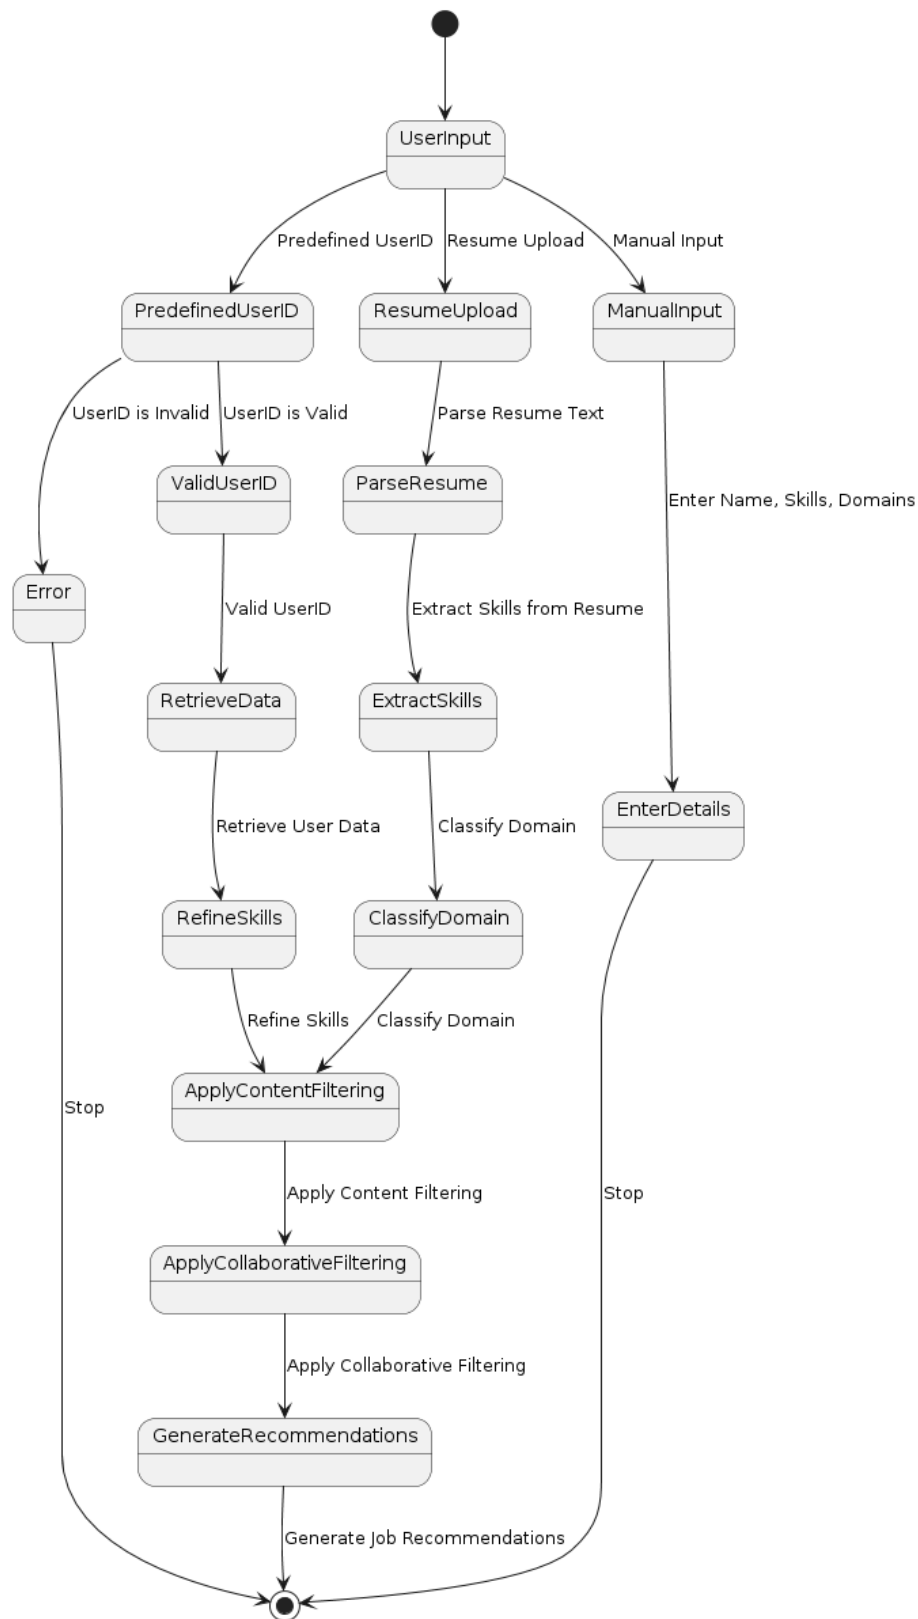 UserInput
Predefined UserID
Resume Upload
Manual Input
PredefinedUserID
ResumeUpload
ManualInput
UserID is Invalid
UserID is Valid
Parse Resume Text
ValidUserID
ParseResume
Enter Name, Skills, Domains
Error
Valid UserID
Extract Skills from Resume
RetrieveData
ExtractSkills
EnterDetails
Retrieve User Data
Classify Domain
RefineSkills
ClassifyDomain
Refine Skills
Classify Domain
ApplyContentFiltering
Stop
Apply Content Filtering
Stop
ApplyCollaborativeFiltering
Apply Collaborative Filtering
GenerateRecommendations
Generate Job Recommendations